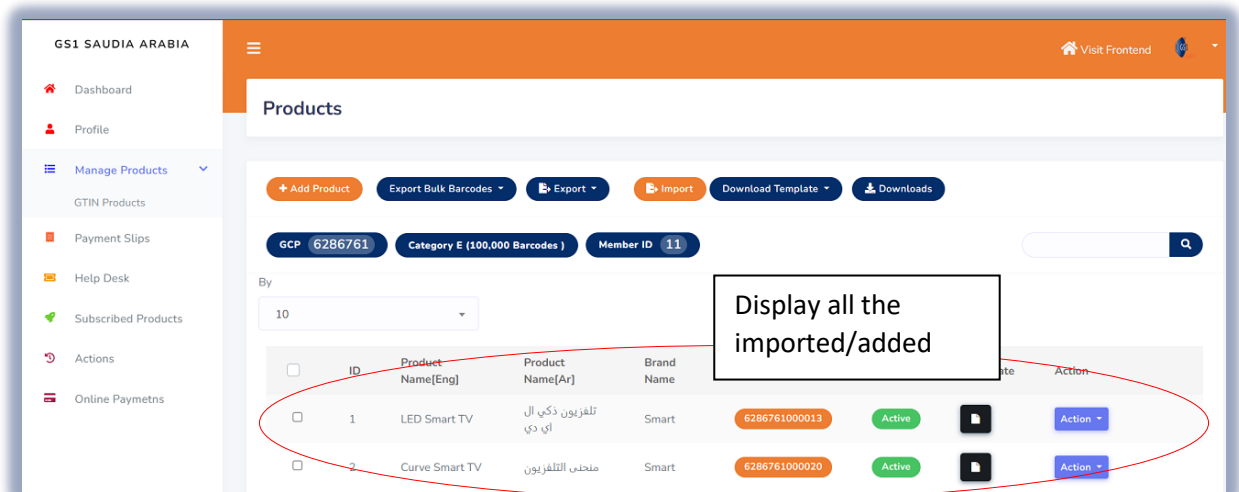 GS1 SAUDIA ARABIA
Visit Frontend
Dashboard
Profile
Manage Products
GTIN Products
Payment Slips
Help Desk
Subscribed Products
Actions
Online Paymetns
Products
+ Add Product
Export Bulk Barcodes
Export
Import
Download Template
Downloads
GCP 6286761
Category E (100,000 Barcodes )
Member ID 11
By
10
Display all the
imported/added
ID
Product
Name[Eng]
Product
Name[Ar]
Brand
Name
Action
1
LED Smart TV
تلفزيون ذكي ال
اي دي
Smart
6286761000013
Active
Action
2
Curve Smart TV
منحنى التلفزيون
Smart
6286761000020
Active
Action